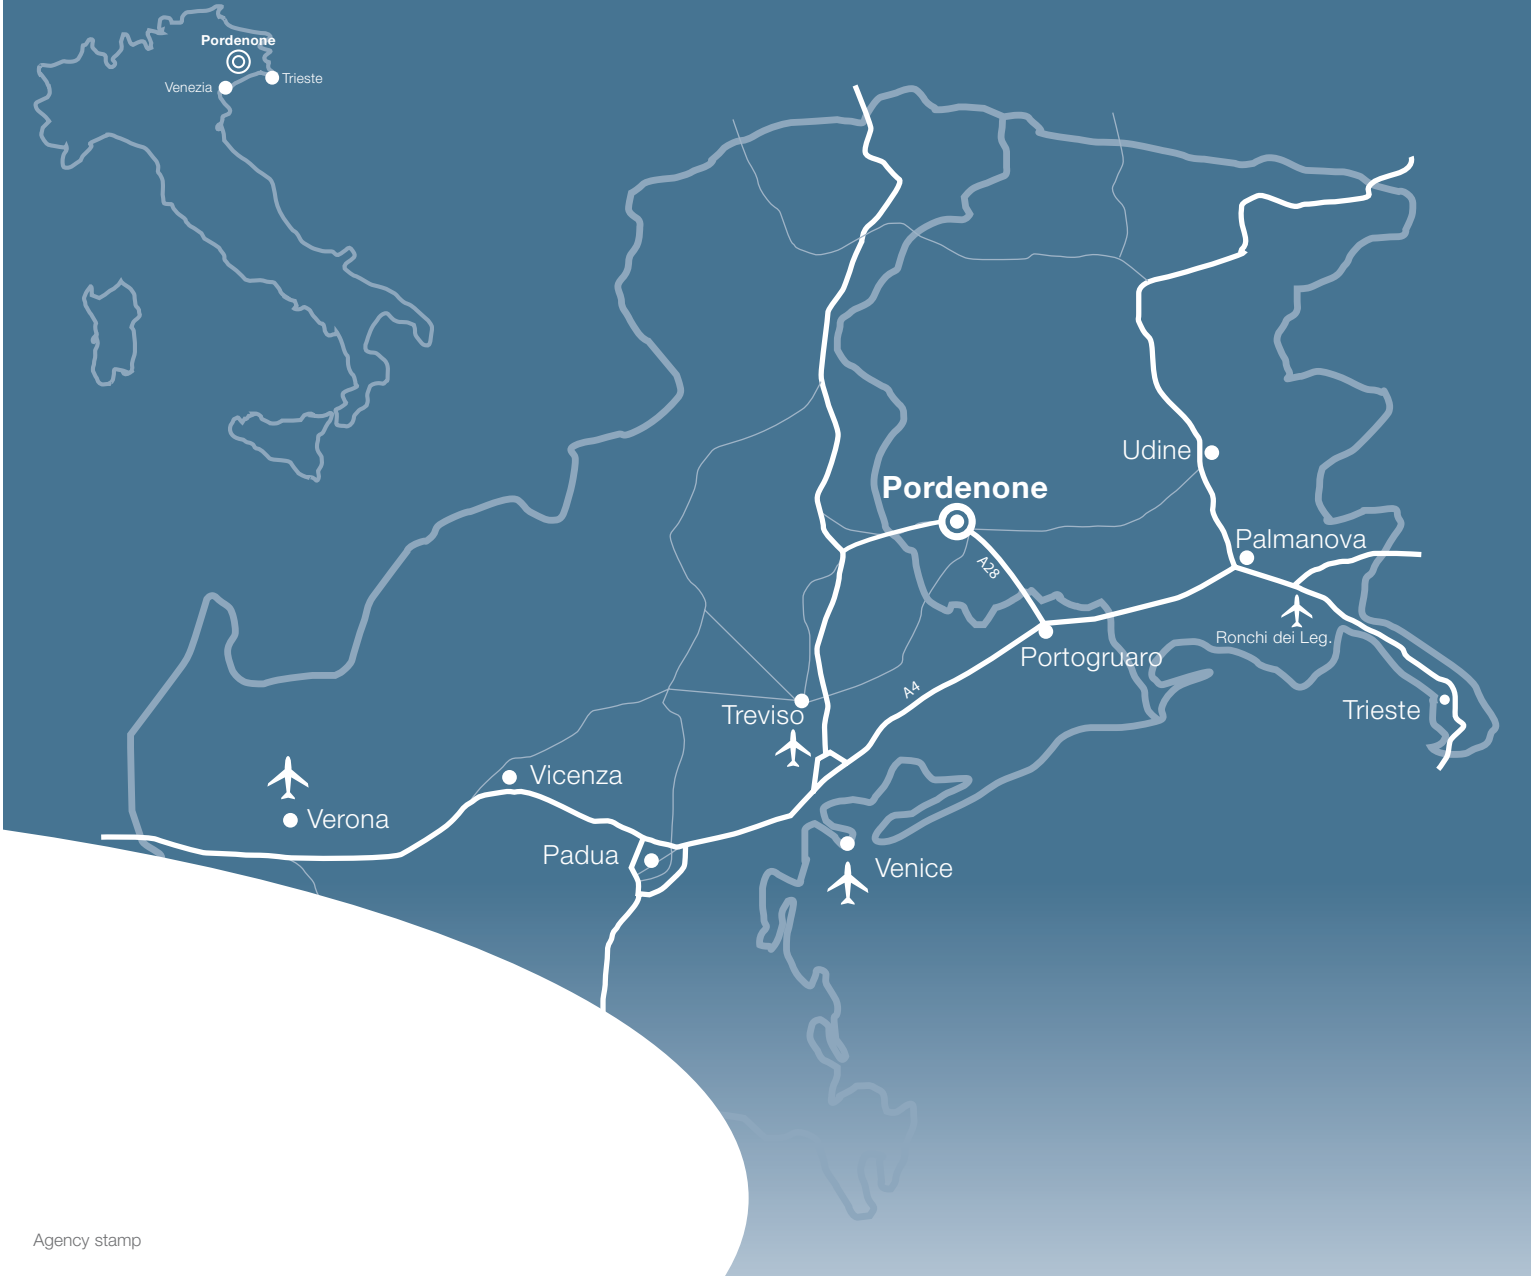 Pordenone
Venezia
Trieste
Udine
Pordenone
Palmanova
A28
Ronchi dei Leg.
Portogruaro
A4
Trieste
Treviso
Vicenza
Verona
Padua
Venice
Agency stamp